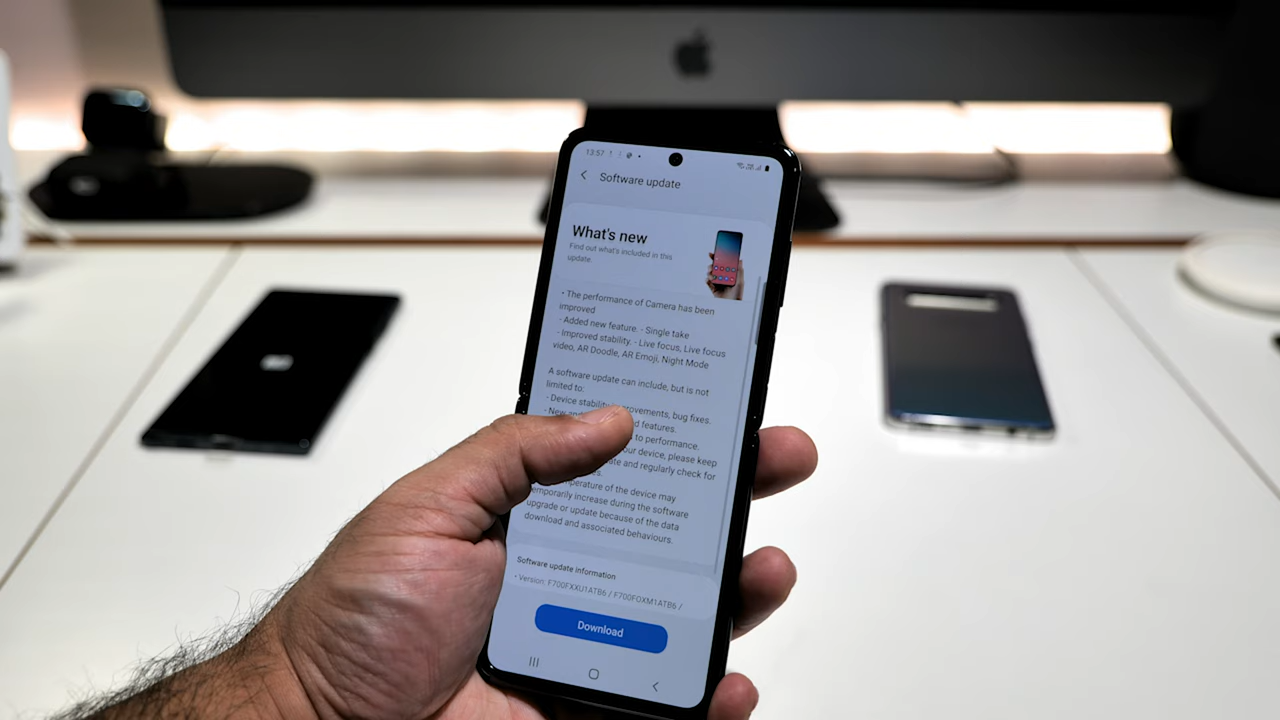 13:57
Software update
What's new
Find out what's included in this
update.
- The performance of Camera has been
improved
- Added new feature. - Single take
- Improved stability. - Live focus, Live focus
video, AR Doodle, AR Emoji, Night Mode
A software update can include, but is not
limited to:
- Device stability improvements, bug fixes.
- New and features.
to performance.
your device, please keep
and regularly check for
temperature of the device may
temporarily increase during the software
upgrade or update because of the data
download and associated behaviours.
Software update information
- Version: F700FXXU1ATB6 / F700FOXM1ATB6 /
Download